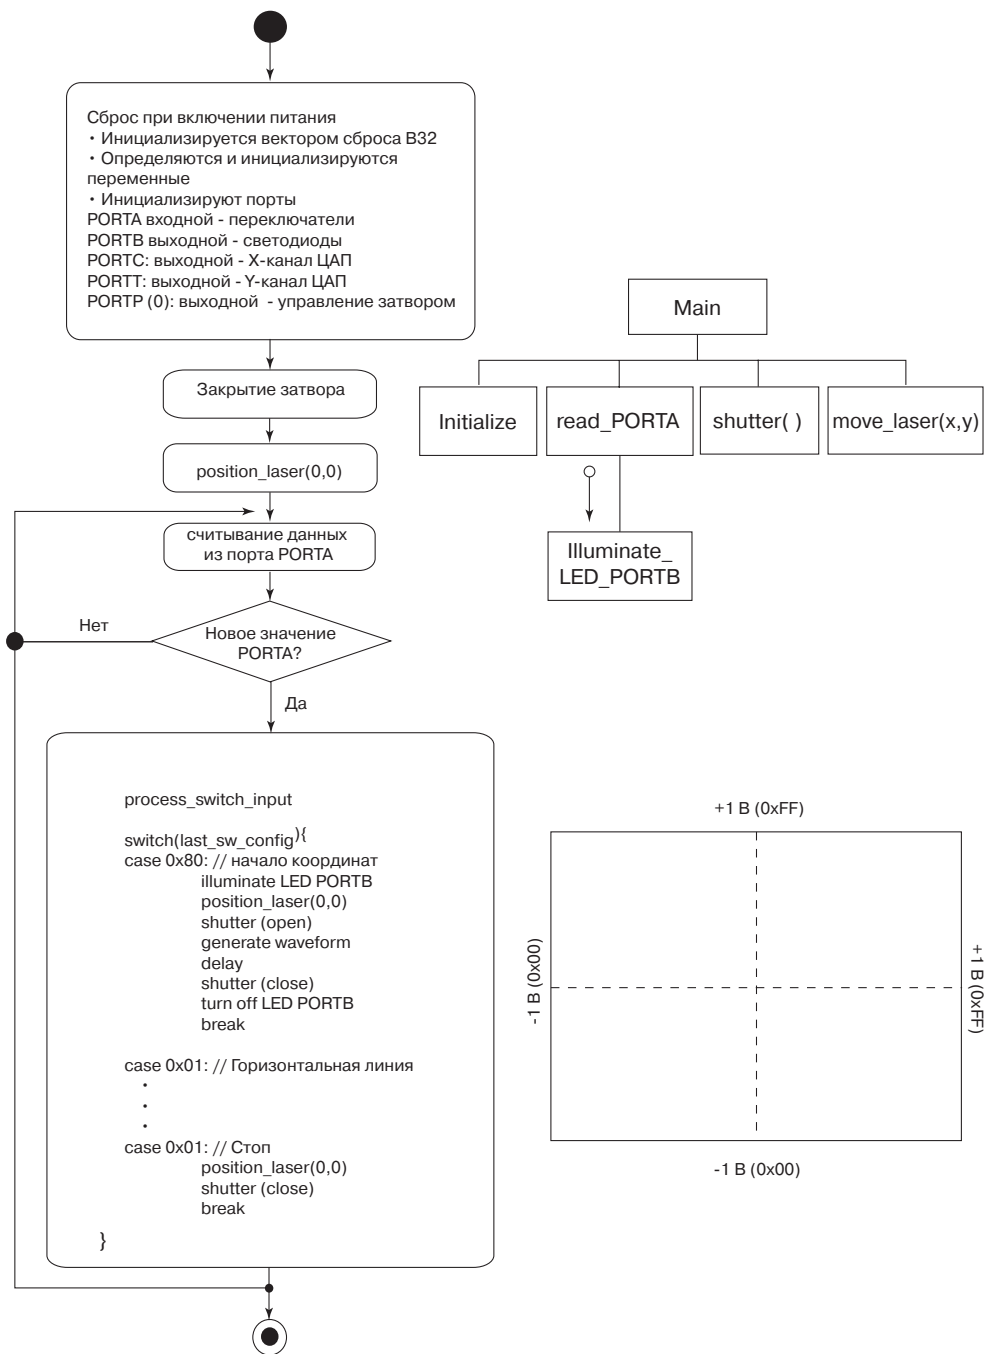 Сброс при включении питания
• Инициализируется вектором сброса B32
• Определяются и инициализируются
переменные
• Инициализируют порты
PORTA входной - переключатели
PORTB выходной - светодиоды
PORTC: выходной - X-канал ЦАП
PORTT: выходной - Y-канал ЦАП
PORTP (0): выходной - управление затвором
Закрытие затвора
position_laser(0,0)
считывание данных
из порта PORTA
Нет
Новое значение
PORTA?
Да
process_switch_input
switch(last_sw_config){
case 0x80: // начало координат
illuminate LED PORTB
position_laser(0,0)
shutter (open)
generate waveform
delay
shutter (close)
turn off LED PORTB
break
case 0x01: // Горизонтальная линия
•
•
•
case 0x01: // Стоп
position_laser(0,0)
shutter (close)
break
}
Main
Initialize
read_PORTA
shutter( )
move_laser(x,y)
Illuminate_
LED_PORTB
+1 В (0xFF)
-1 В (0x00)
+1 В (0xFF)
-1 В (0x00)